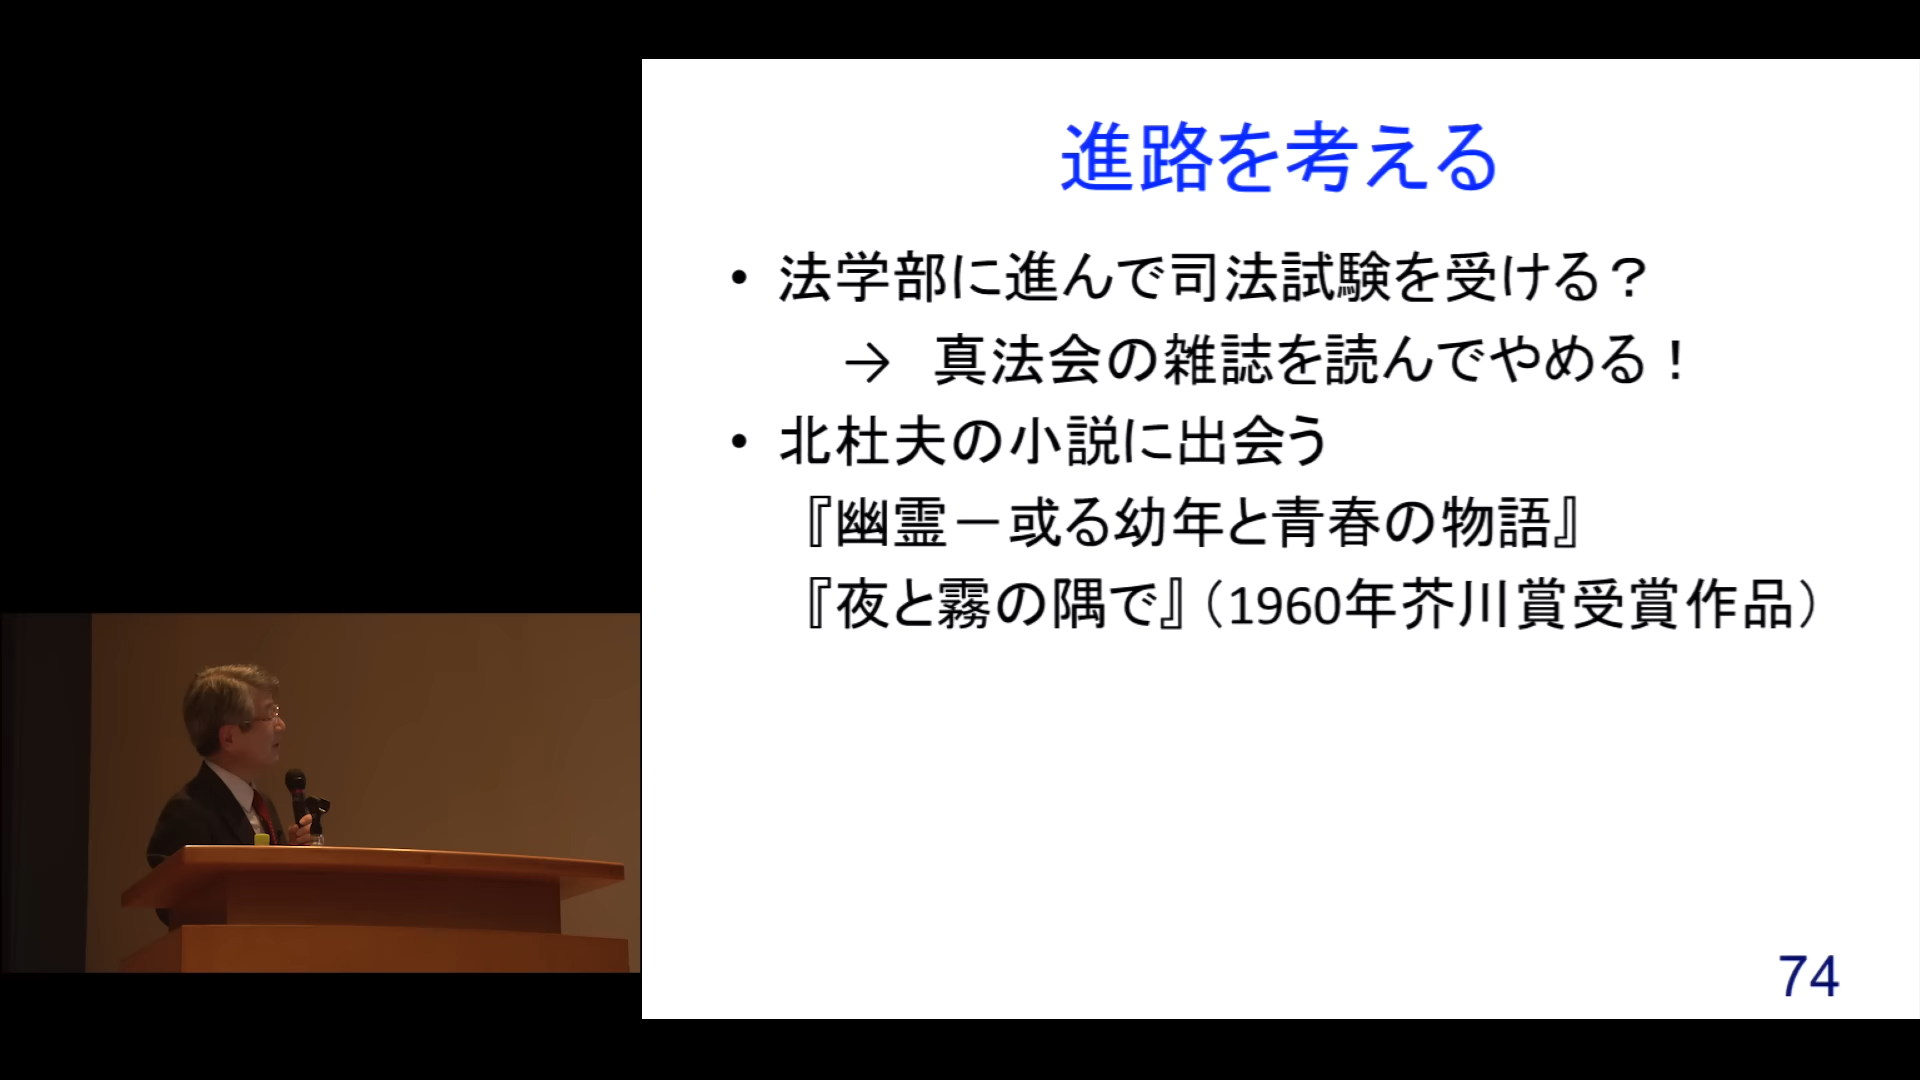 進路を考える
• 法学部に進んで司法試験を受ける？
→ 真法会の雑誌を読んでやめる！
• 北杜夫の小説に出会う
『幽霊－或る幼年と青春の物語』
『夜と霧の隅で』（1960年芥川賞受賞作品）
74